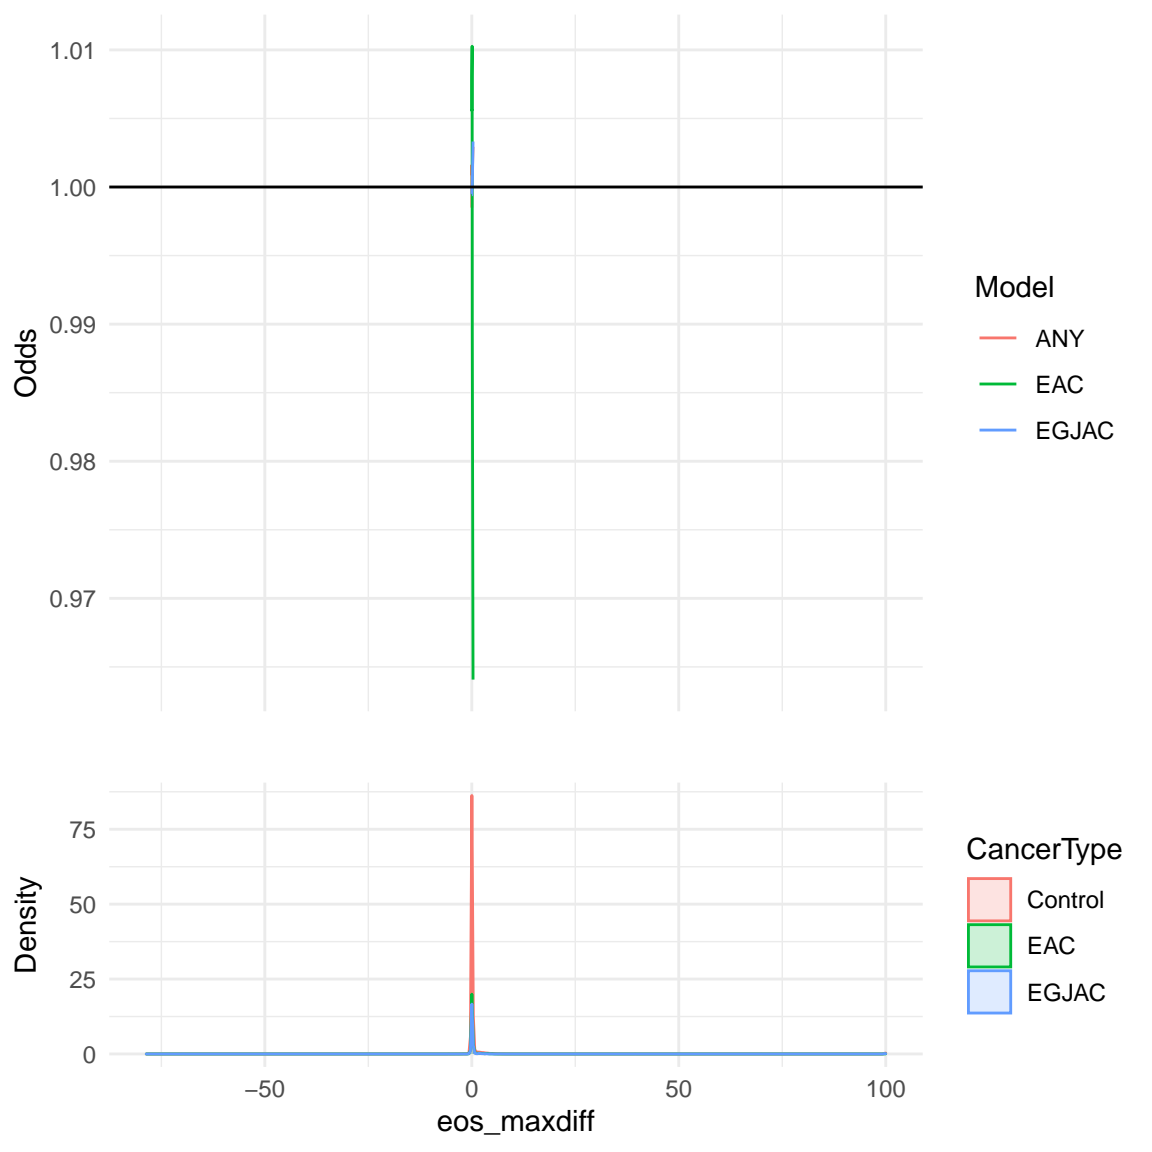 1.01
1.00
0.99
0.98
0.97
Odds
Model
ANY
EAC
EGJAC
75
50
25
0
Density
−50
0
50
100
eos_maxdiff
CancerType
Control
EAC
EGJAC